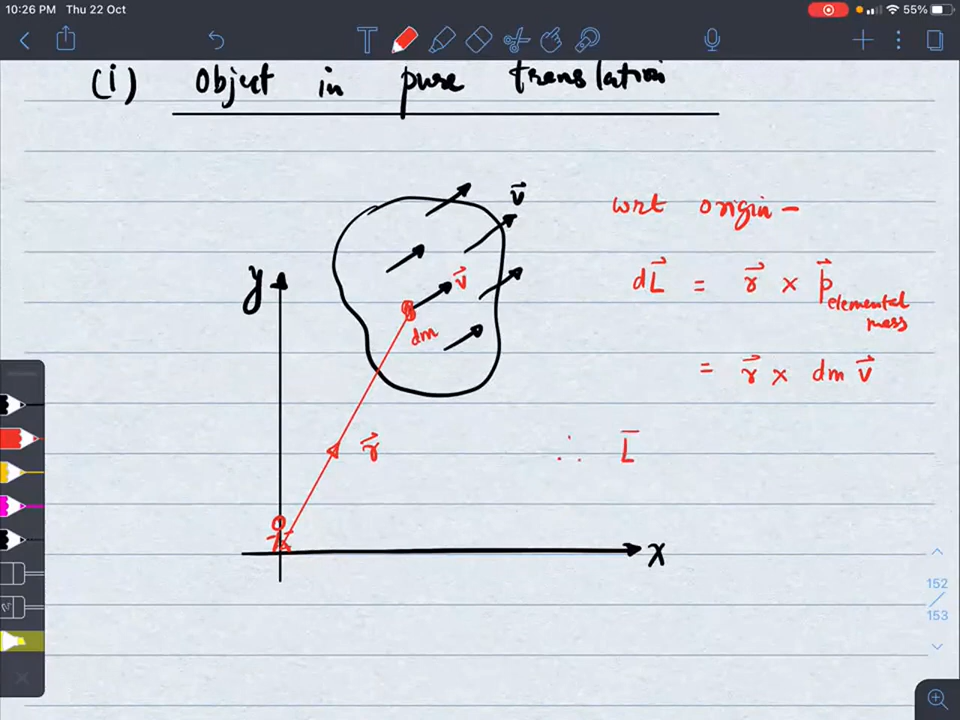 10:26 PM Thu 22 Oct
55%
(i) Object in pure translation
v⃗
wrt origin –
y
v⃗
dL⃗ = r⃗ × p⃗ elemental mass
dm
= r⃗ × dm v⃗
r⃗
∴ L̄
x
152
/
153